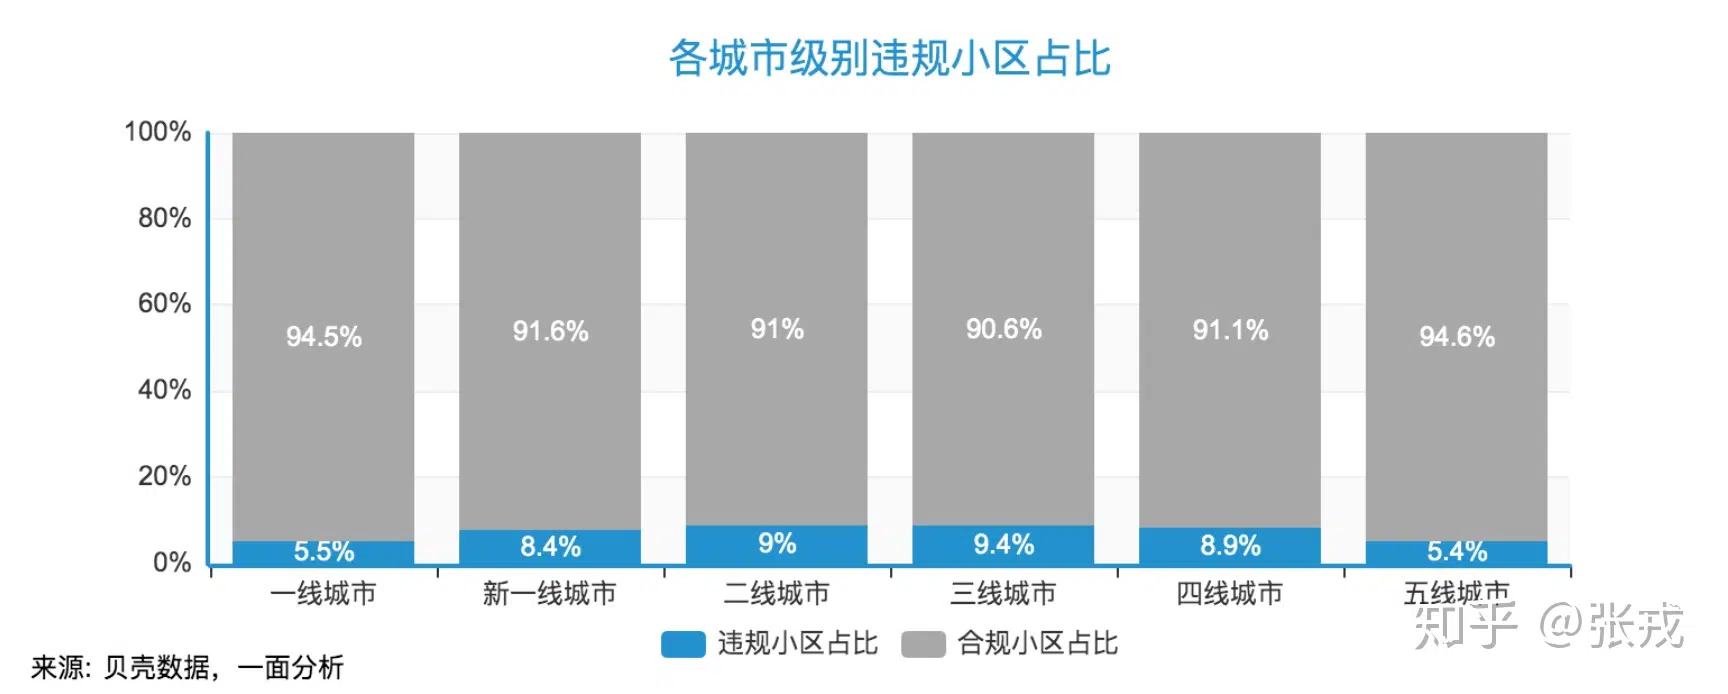 各城市级别违规小区占比
100%
80%
60%
40%
20%
0%
94.5% 91.6% 91% 90.6% 91.1% 94.6%
5.5% 8.4% 9% 9.4% 8.9% 5.4%
一线城市 新一线城市 二线城市 三线城市 四线城市 五线城市
违规小区占比 合规小区占比
知乎 @张戎
来源: 贝壳数据，一面分析